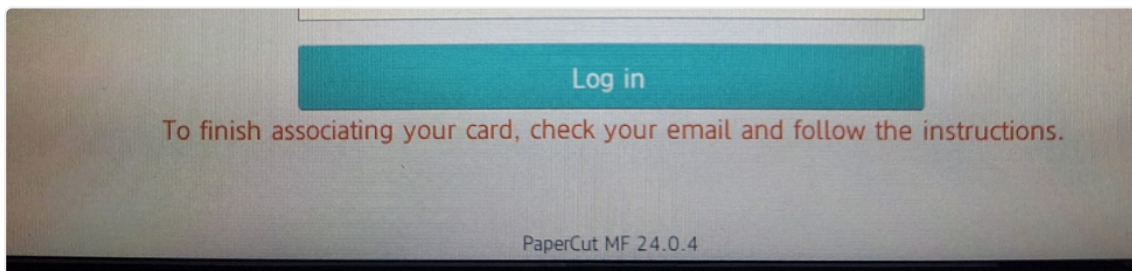 Log in
To finish associating your card, check your email and follow the instructions.
PaperCut MF 24.0.4